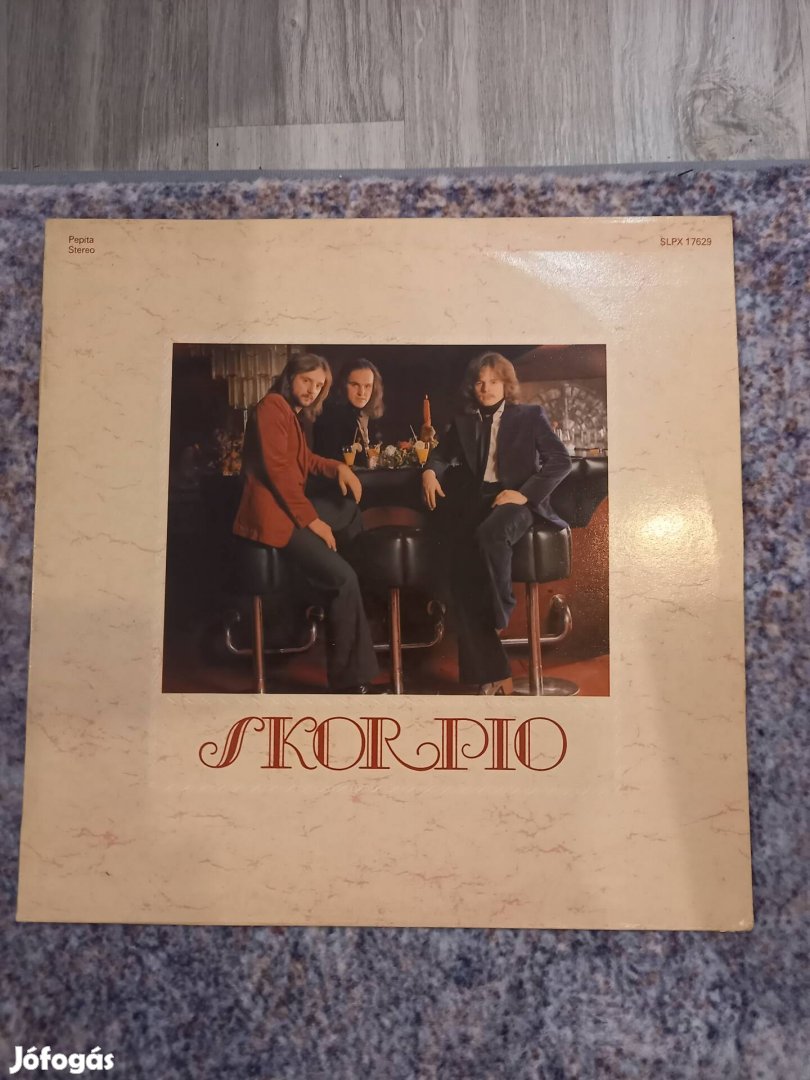 Pepita
Stereo
SLPX 17629
SKORPIO
Jófogás